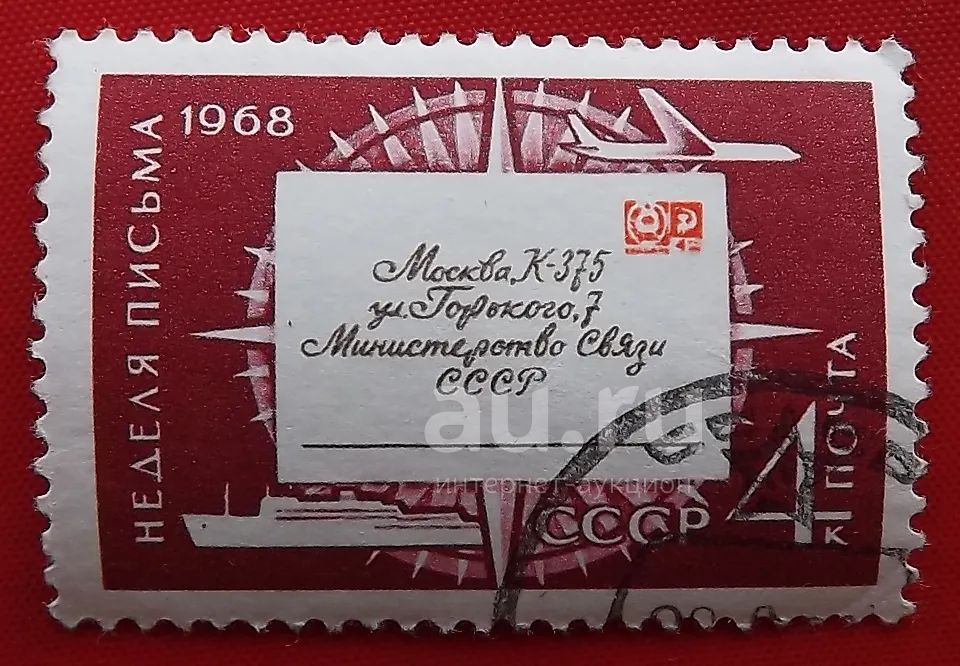 1968
НЕДЕЛЯ ПИСЬМА
Москва, К-375
ул. Горького, 7
Министерство Связи
СССР
au.ru
интернет-аукцион
СССР
4 к
ПОЧТА